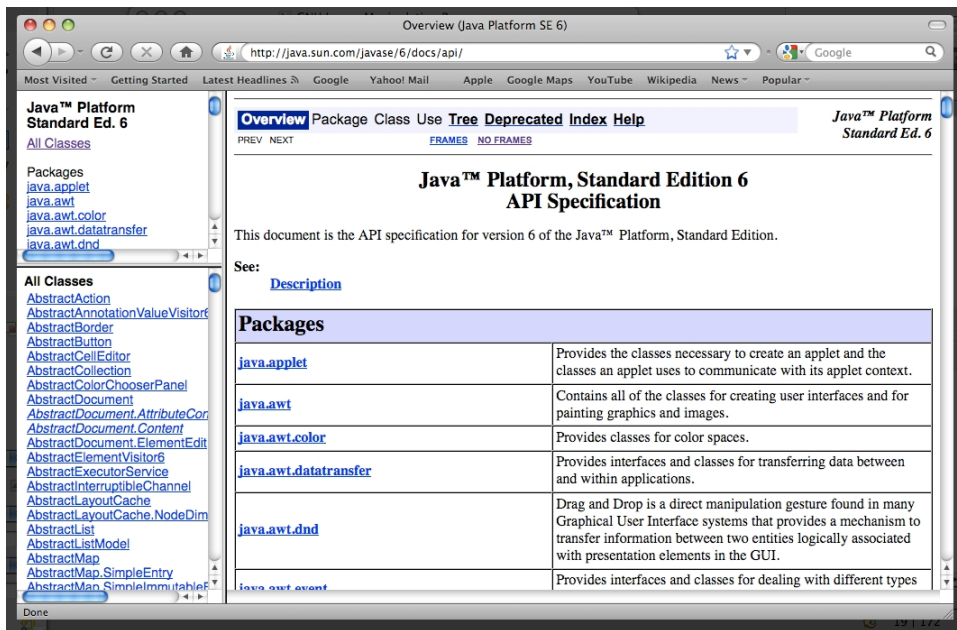 Overview (Java Platform SE 6)
http://java.sun.com/javase/6/docs/api/
Google
Most Visited Getting Started Latest Headlines Google Yahoo! Mail Apple Google Maps YouTube Wikipedia News Popular
Java™ Platform
Standard Ed. 6
All Classes
Packages
java.applet
java.awt
java.awt.color
java.awt.datatransfer
java.awt.dnd
All Classes
AbstractAction
AbstractAnnotationValueVisitor6
AbstractBorder
AbstractButton
AbstractCellEditor
AbstractCollection
AbstractColorChooserPanel
AbstractDocument
AbstractDocument.AttributeCon
AbstractDocument.Content
AbstractDocument.ElementEdit
AbstractElementVisitor6
AbstractExecutorService
AbstractInterruptibleChannel
AbstractLayoutCache
AbstractLayoutCache.NodeDim
AbstractList
AbstractListModel
AbstractMap
AbstractMap.SimpleEntry
AbstractMap.SimpleImmutableE
Overview Package Class Use Tree Deprecated Index Help
PREV NEXT FRAMES NO FRAMES
Java™ Platform
Standard Ed. 6
Java™ Platform, Standard Edition 6
API Specification
This document is the API specification for version 6 of the Java™ Platform, Standard Edition.
See:
Description
Packages
java.applet
Provides the classes necessary to create an applet and the
classes an applet uses to communicate with its applet context.
java.awt
Contains all of the classes for creating user interfaces and for
painting graphics and images.
java.awt.color
Provides classes for color spaces.
java.awt.datatransfer
Provides interfaces and classes for transferring data between
and within applications.
java.awt.dnd
Drag and Drop is a direct manipulation gesture found in many
Graphical User Interface systems that provides a mechanism to
transfer information between two entities logically associated
with presentation elements in the GUI.
java.awt.event
Provides interfaces and classes for dealing with different types
Done
19 | 172